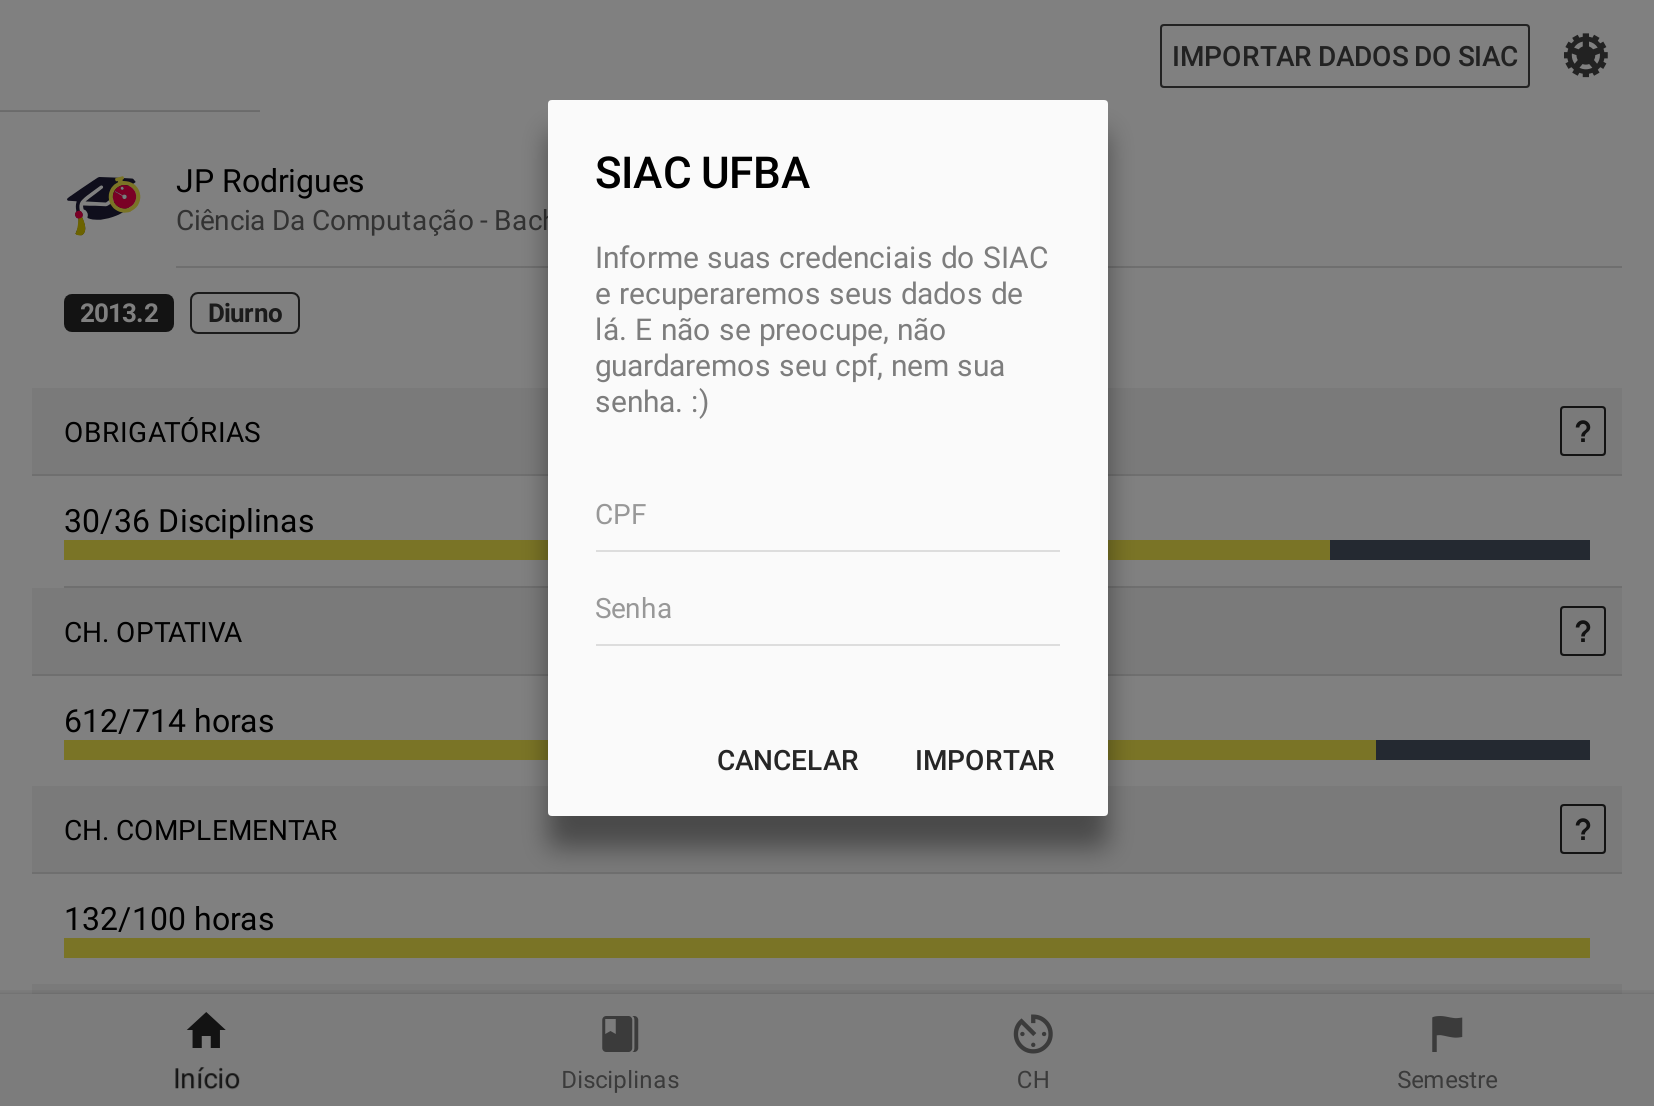 IMPORTAR DADOS DO SIAC
JP Rodrigues
Ciência Da Computação - Bach
2013.2
Diurno
OBRIGATÓRIAS
?
30/36 Disciplinas
CH. OPTATIVA
?
612/714 horas
CH. COMPLEMENTAR
?
132/100 horas
SIAC UFBA
Informe suas credenciais do SIAC
e recuperaremos seus dados de
lá. E não se preocupe, não
guardaremos seu cpf, nem sua
senha. :)
CPF
Senha
CANCELAR
IMPORTAR
Início
Disciplinas
CH
Semestre